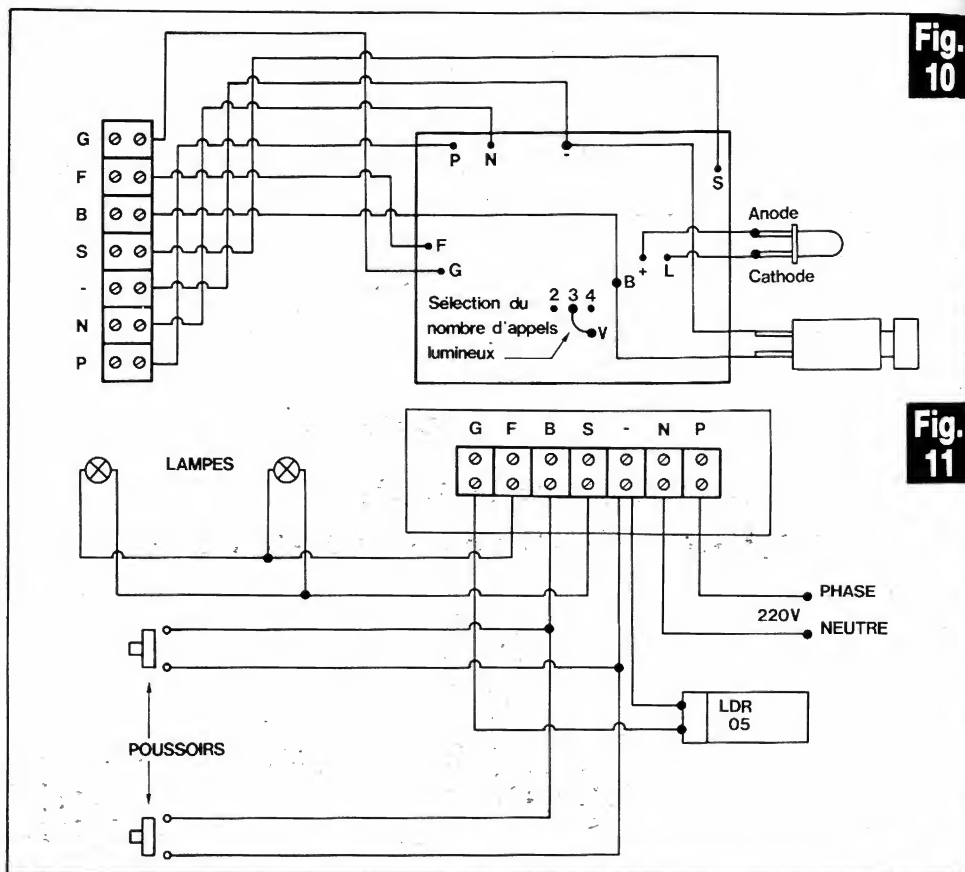 Fig.
10
G
F
B
S
-
N
P
P N - S
F
G
B + L
Anode
Cathode
Sélection du
nombre d'appels
lumineux
2 3 4
V
Fig.
11
G F B S - N P
LAMPES
PHASE
220V
NEUTRE
LDR
05
POUSSOIRS